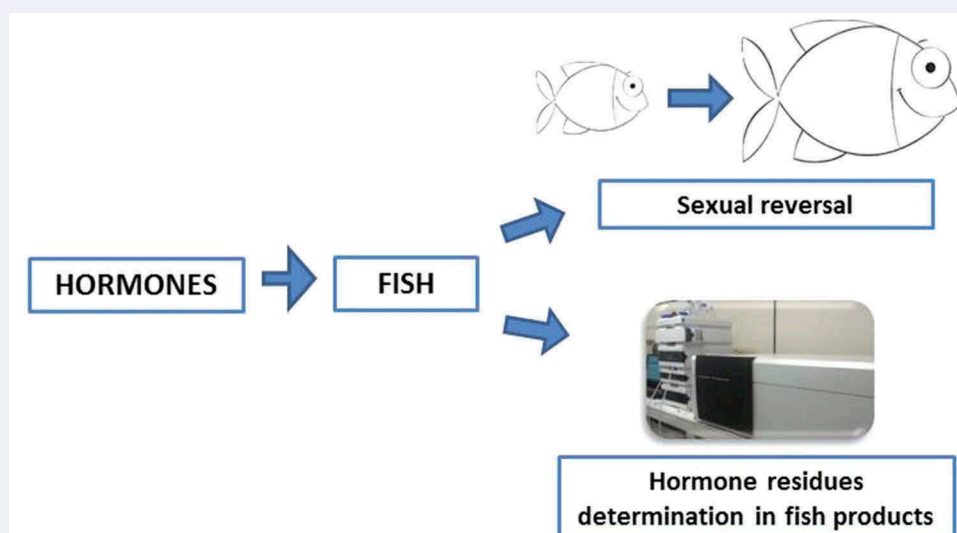 Sexual reversal
HORMONES
FISH
Hormone residues
determination in fish products